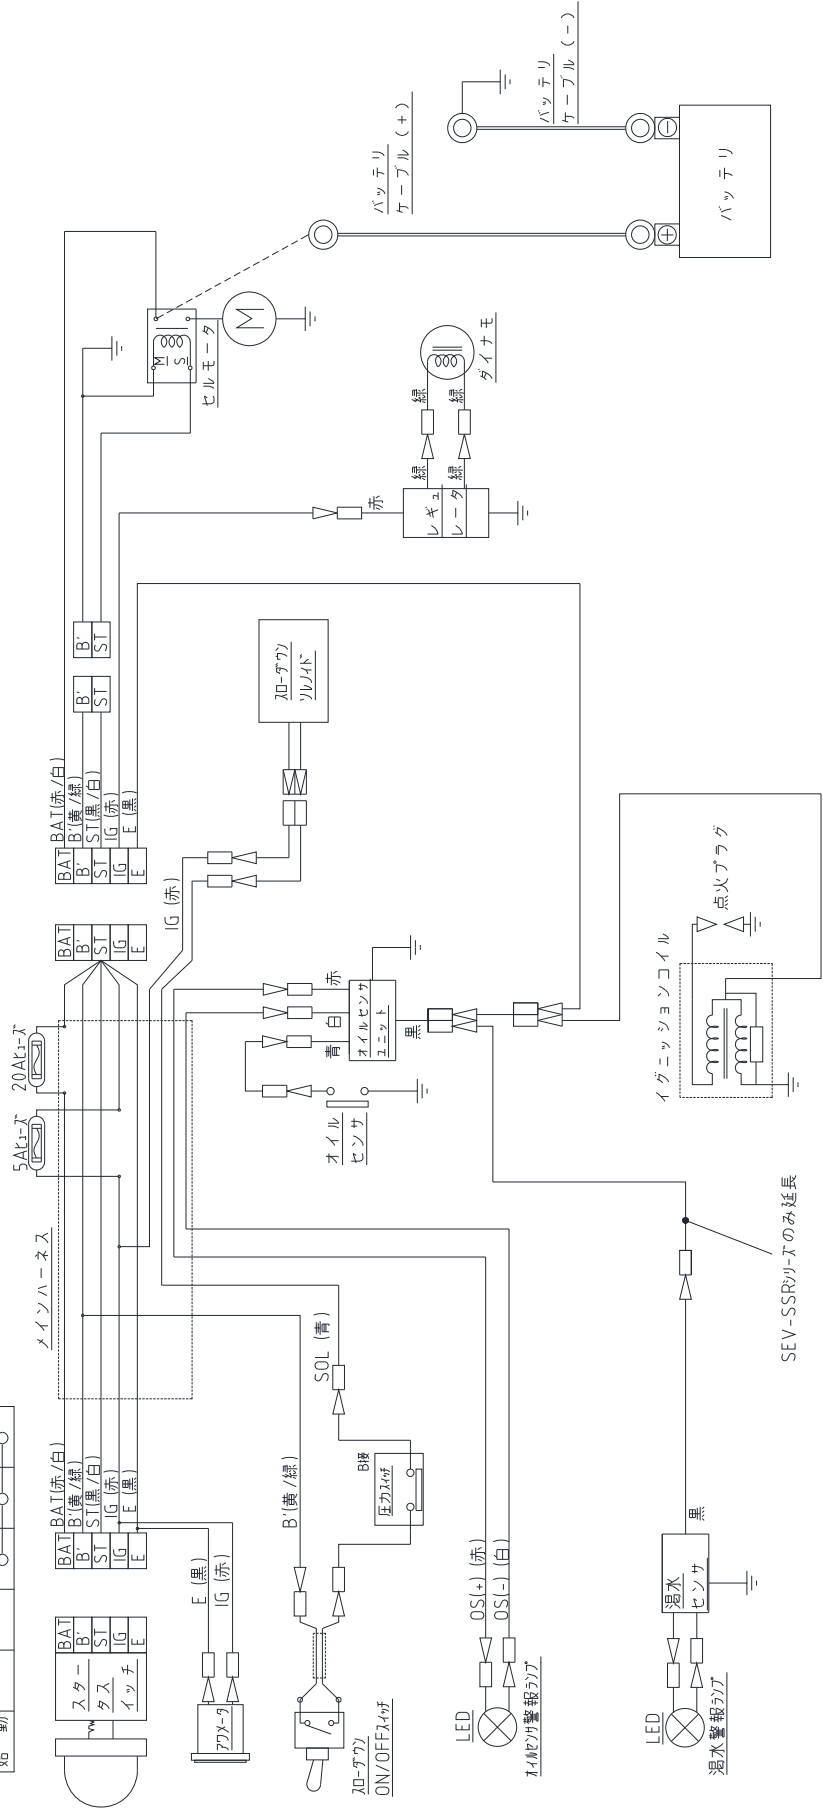 始動
スター
タス
イッチ
BAT
B'
ST
IG
E
BAT
B'
ST
IG
E
BAT(赤/白)
B'(黄/緑)
ST(黒/白)
IG (赤)
E (黒)
メインハーネス
5Aヒューズ
20Aヒューズ
BAT
B'
ST
IG
E
BAT
B'
ST
IG
E
BAT(赤/白)
B'(黄/緑)
ST(黒/白)
IG (赤)
E (黒)
B'
ST
B'
ST
M
S
セルモータ
M
バッテリ
ケーブル (+)
バッテリ
ケーブル (-)
バッテリ
+
-
アワメータ
E (黒)
IG (赤)
IG (赤)
スローダウン
ソレノイド
赤
レギュ
レータ
緑
緑
緑
緑
ダイナモ
スローダウン
ON/OFFスイッチ
B'(黄/緑)
SOL (青)
B接
圧力スイッチ
オイル
センサ
青
白
赤
オイルセンサ
ユニット
黒
LED
オイルセンサ警報ランプ
OS(+) (赤)
OS(-) (白)
イグニッションコイル
点火プラグ
LED
渇水警報ランプ
渇水
センサ
黒
SEV-SSRシリーズのみ延長